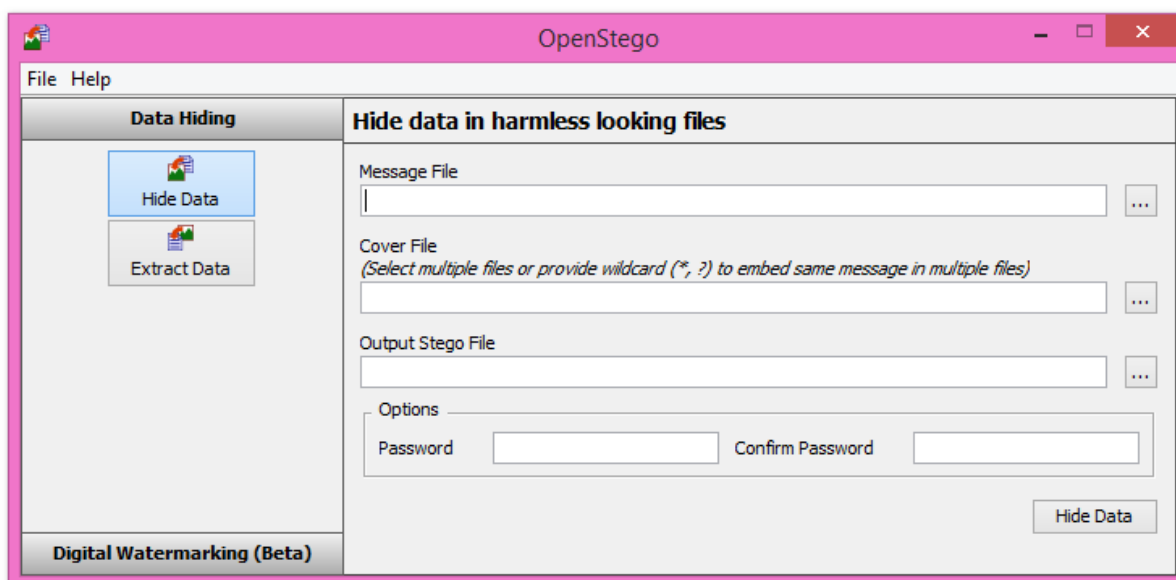 OpenStego
File Help
Data Hiding
Hide Data
Extract Data
Digital Watermarking (Beta)
Hide data in harmless looking files
Message File
...
Cover File
(Select multiple files or provide wildcard (*, ?) to embed same message in multiple files)
...
Output Stego File
...
Options
Password
Confirm Password
Hide Data